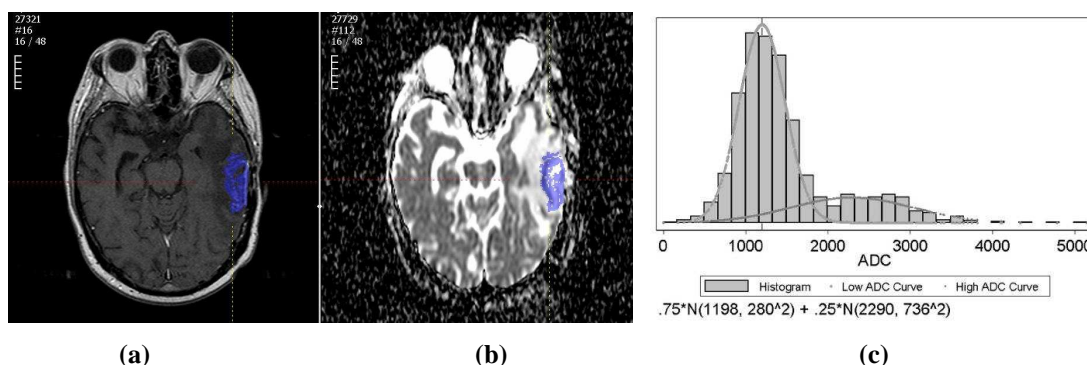 27321
#16
16 / 48
27729
#112
16 / 48
0 1000 2000 3000 4000 5000
ADC
Histogram Low ADC Curve High ADC Curve
.75*N(1198, 280^2) + .25*N(2290, 736^2)
(a) (b) (c)